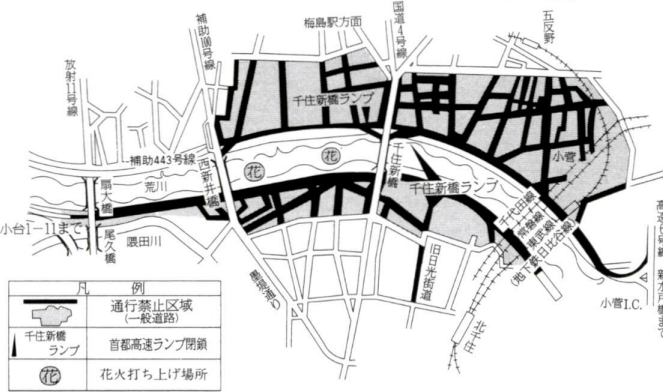 梅島駅方面
国道4号線
五反野
補助100号線
放射11号線
千住新橋ランプ
補助443号線
西新井橋
花
花
千住新橋
小菅
扇大橋
荒川
千住新橋ランプ
小台1-11まで
尾久橋
隈田川
千代田線
常磐線
東武線
(地下鉄日比谷線)
旧日光街道
墨堤通り
北千住
小菅I.C.
凡 例
通行禁止区域
(一般道路)
千住新橋
ランプ
首都高速ランプ閉鎖
花
花火打ち上げ場所